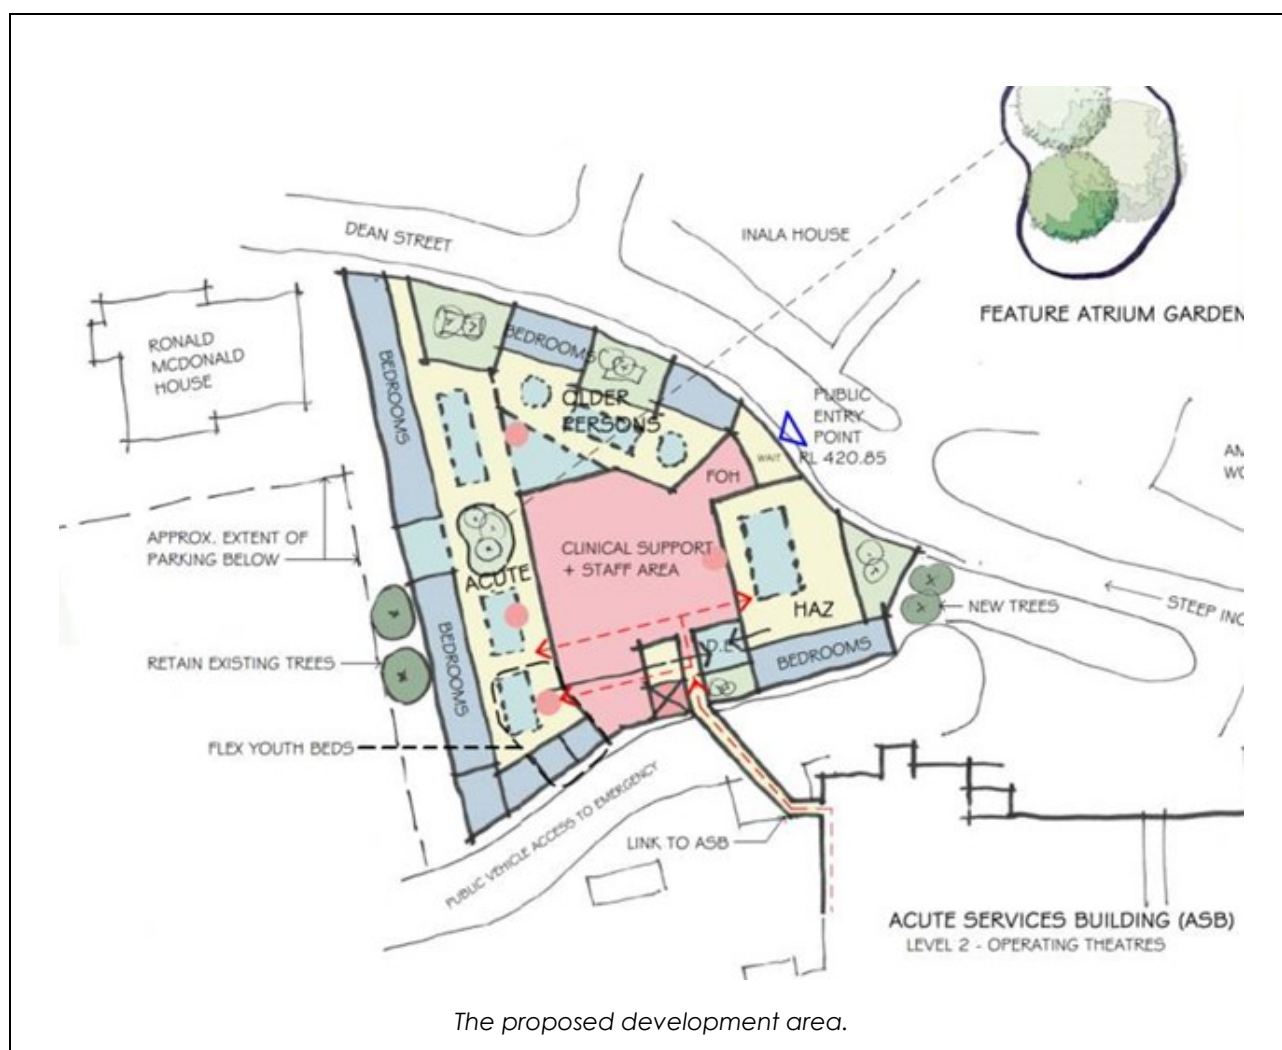 DEAN STREET
INALA HOUSE
FEATURE ATRIUM GARDEN
RONALD
MCDONALD
HOUSE
BEDROOMS
BEDROOMS
OLDER
PERSONS
PUBLIC
ENTRY
POINT
RL 420.85
WAIT
FOH
APPROX. EXTENT OF
PARKING BELOW
CLINICAL SUPPORT
+ STAFF AREA
ACUTE
HAZ
NEW TREES
STEEP INC
RETAIN EXISTING TREES
BEDROOMS
BEDROOMS
FLEX YOUTH BEDS
PUBLIC VEHICLE ACCESS TO EMERGENCY
LINK TO ASB
ACUTE SERVICES BUILDING (ASB)
LEVEL 2 - OPERATING THEATRES
The proposed development area.